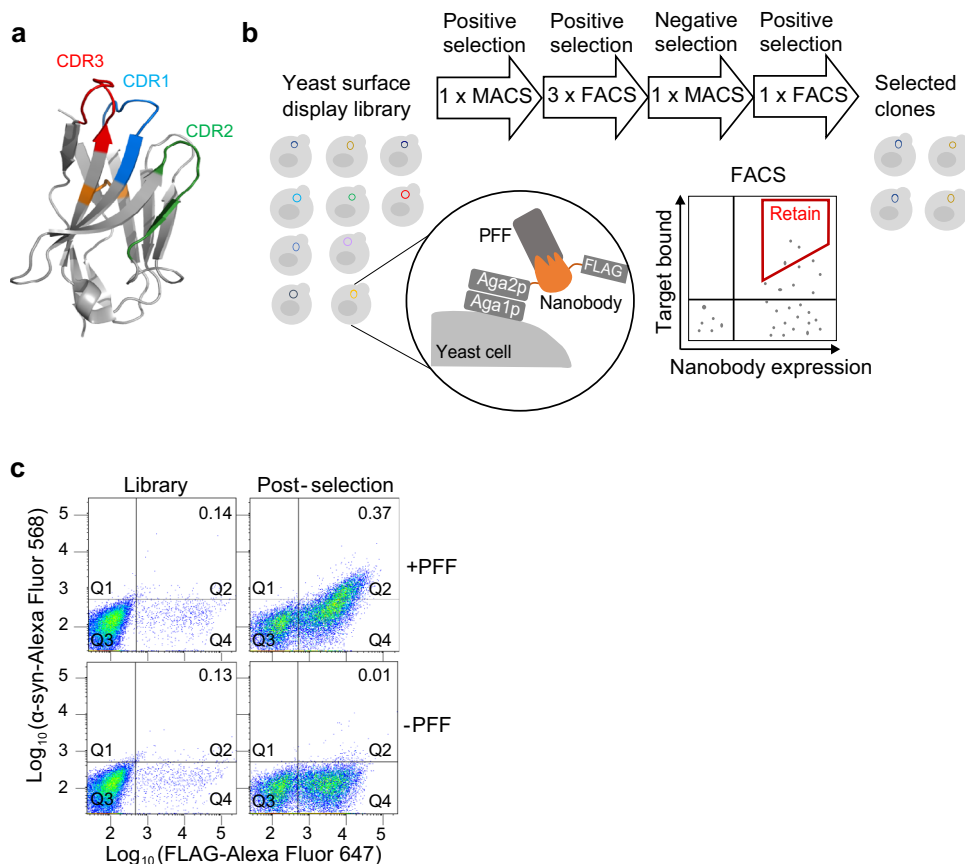 a
CDR3
CDR1
CDR2
b
Yeast surface
display library
Positive
selection
1 x MACS
Positive
selection
3 x FACS
Negative
selection
1 x MACS
Positive
selection
1 x FACS
Selected
clones
PFF
FLAG
Aga2p
Nanobody
Aga1p
Yeast cell
FACS
Retain
Target bound
Nanobody expression
c
Library
Post-selection
5
4
3
2
0.14
Q1
Q2
Q3
Q4
0.37
Q1
Q2
Q3
Q4
+PFF
5
4
3
2
0.13
Q1
Q2
Q3
Q4
0.01
Q1
Q2
Q3
Q4
-PFF
2 3 4 5
2 3 4 5
Log10(α-syn-Alexa Fluor 568)
Log10(FLAG-Alexa Fluor 647)